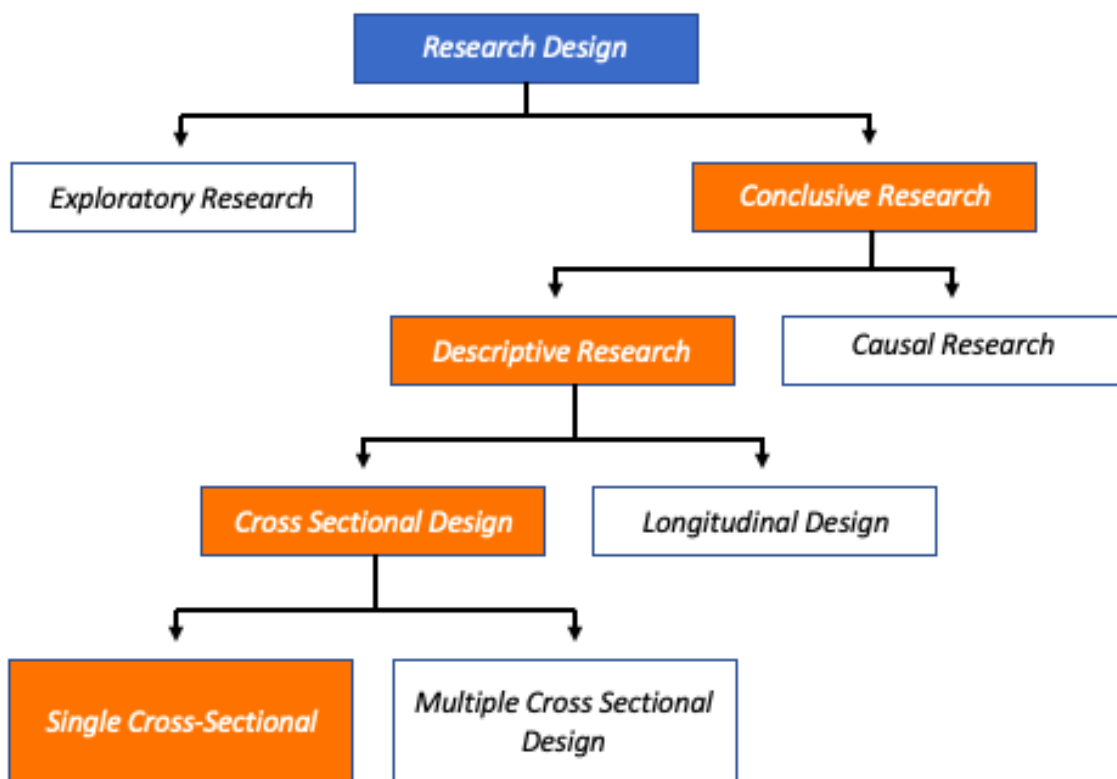 Research Design
Exploratory Research
Conclusive Research
Descriptive Research
Causal Research
Cross Sectional Design
Longitudinal Design
Single Cross-Sectional
Multiple Cross Sectional
Design